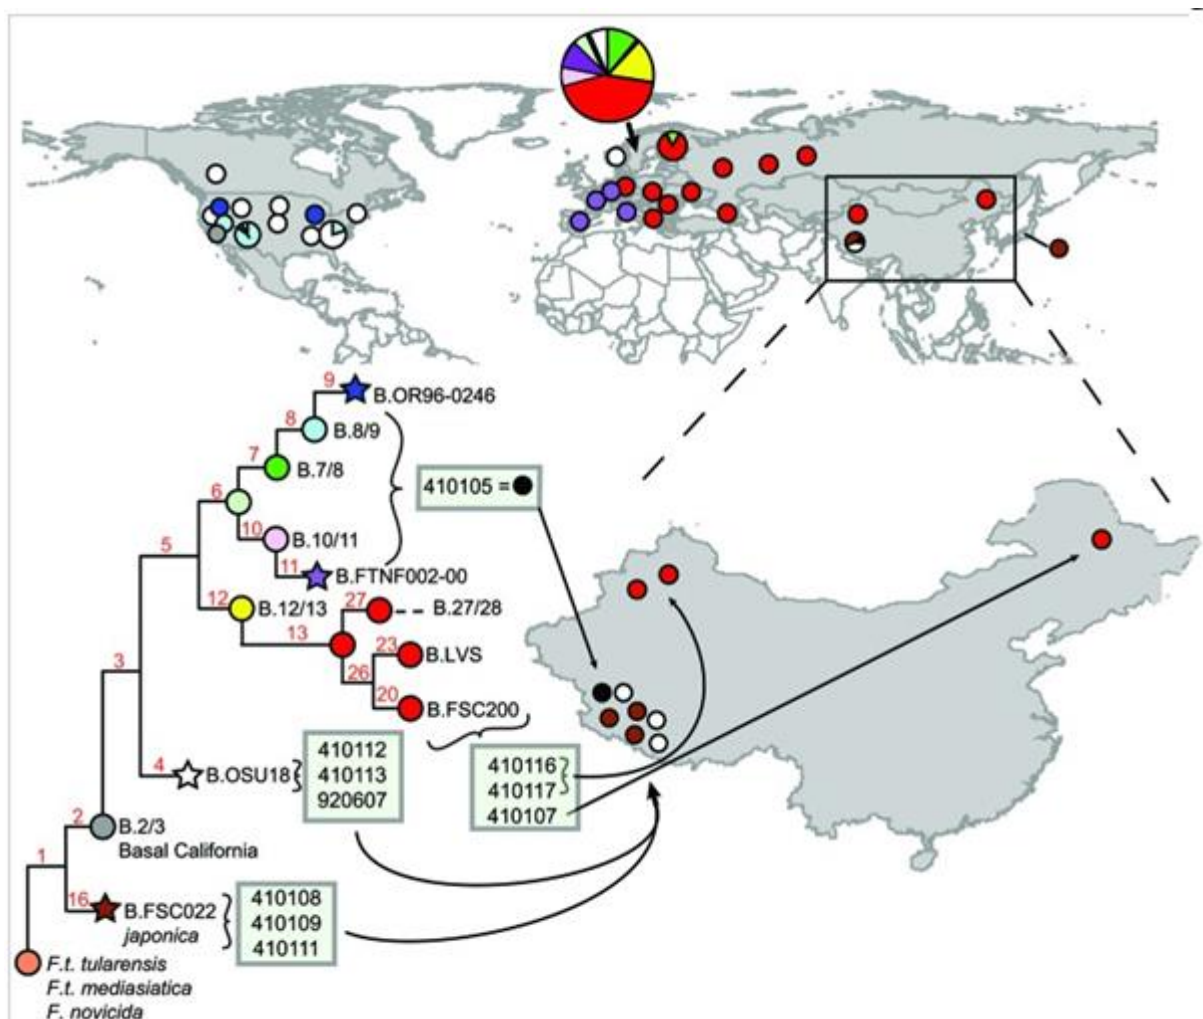 9
B.OR96-0246
8
B.8/9
7
B.7/8
410105 =
6
10
B.10/11
5
11
B.FTNF002-00
12
B.12/13
27
B.27/28
13
23
B.LVS
3
26
20
B.FSC200
410112
410113
920607
4
B.OSU18
410116
410117
410107
2
B.2/3
Basal California
1
16
B.FSC022
japonica
410108
410109
410111
F.t. tularensis
F.t. mediasiatica
F. novicida